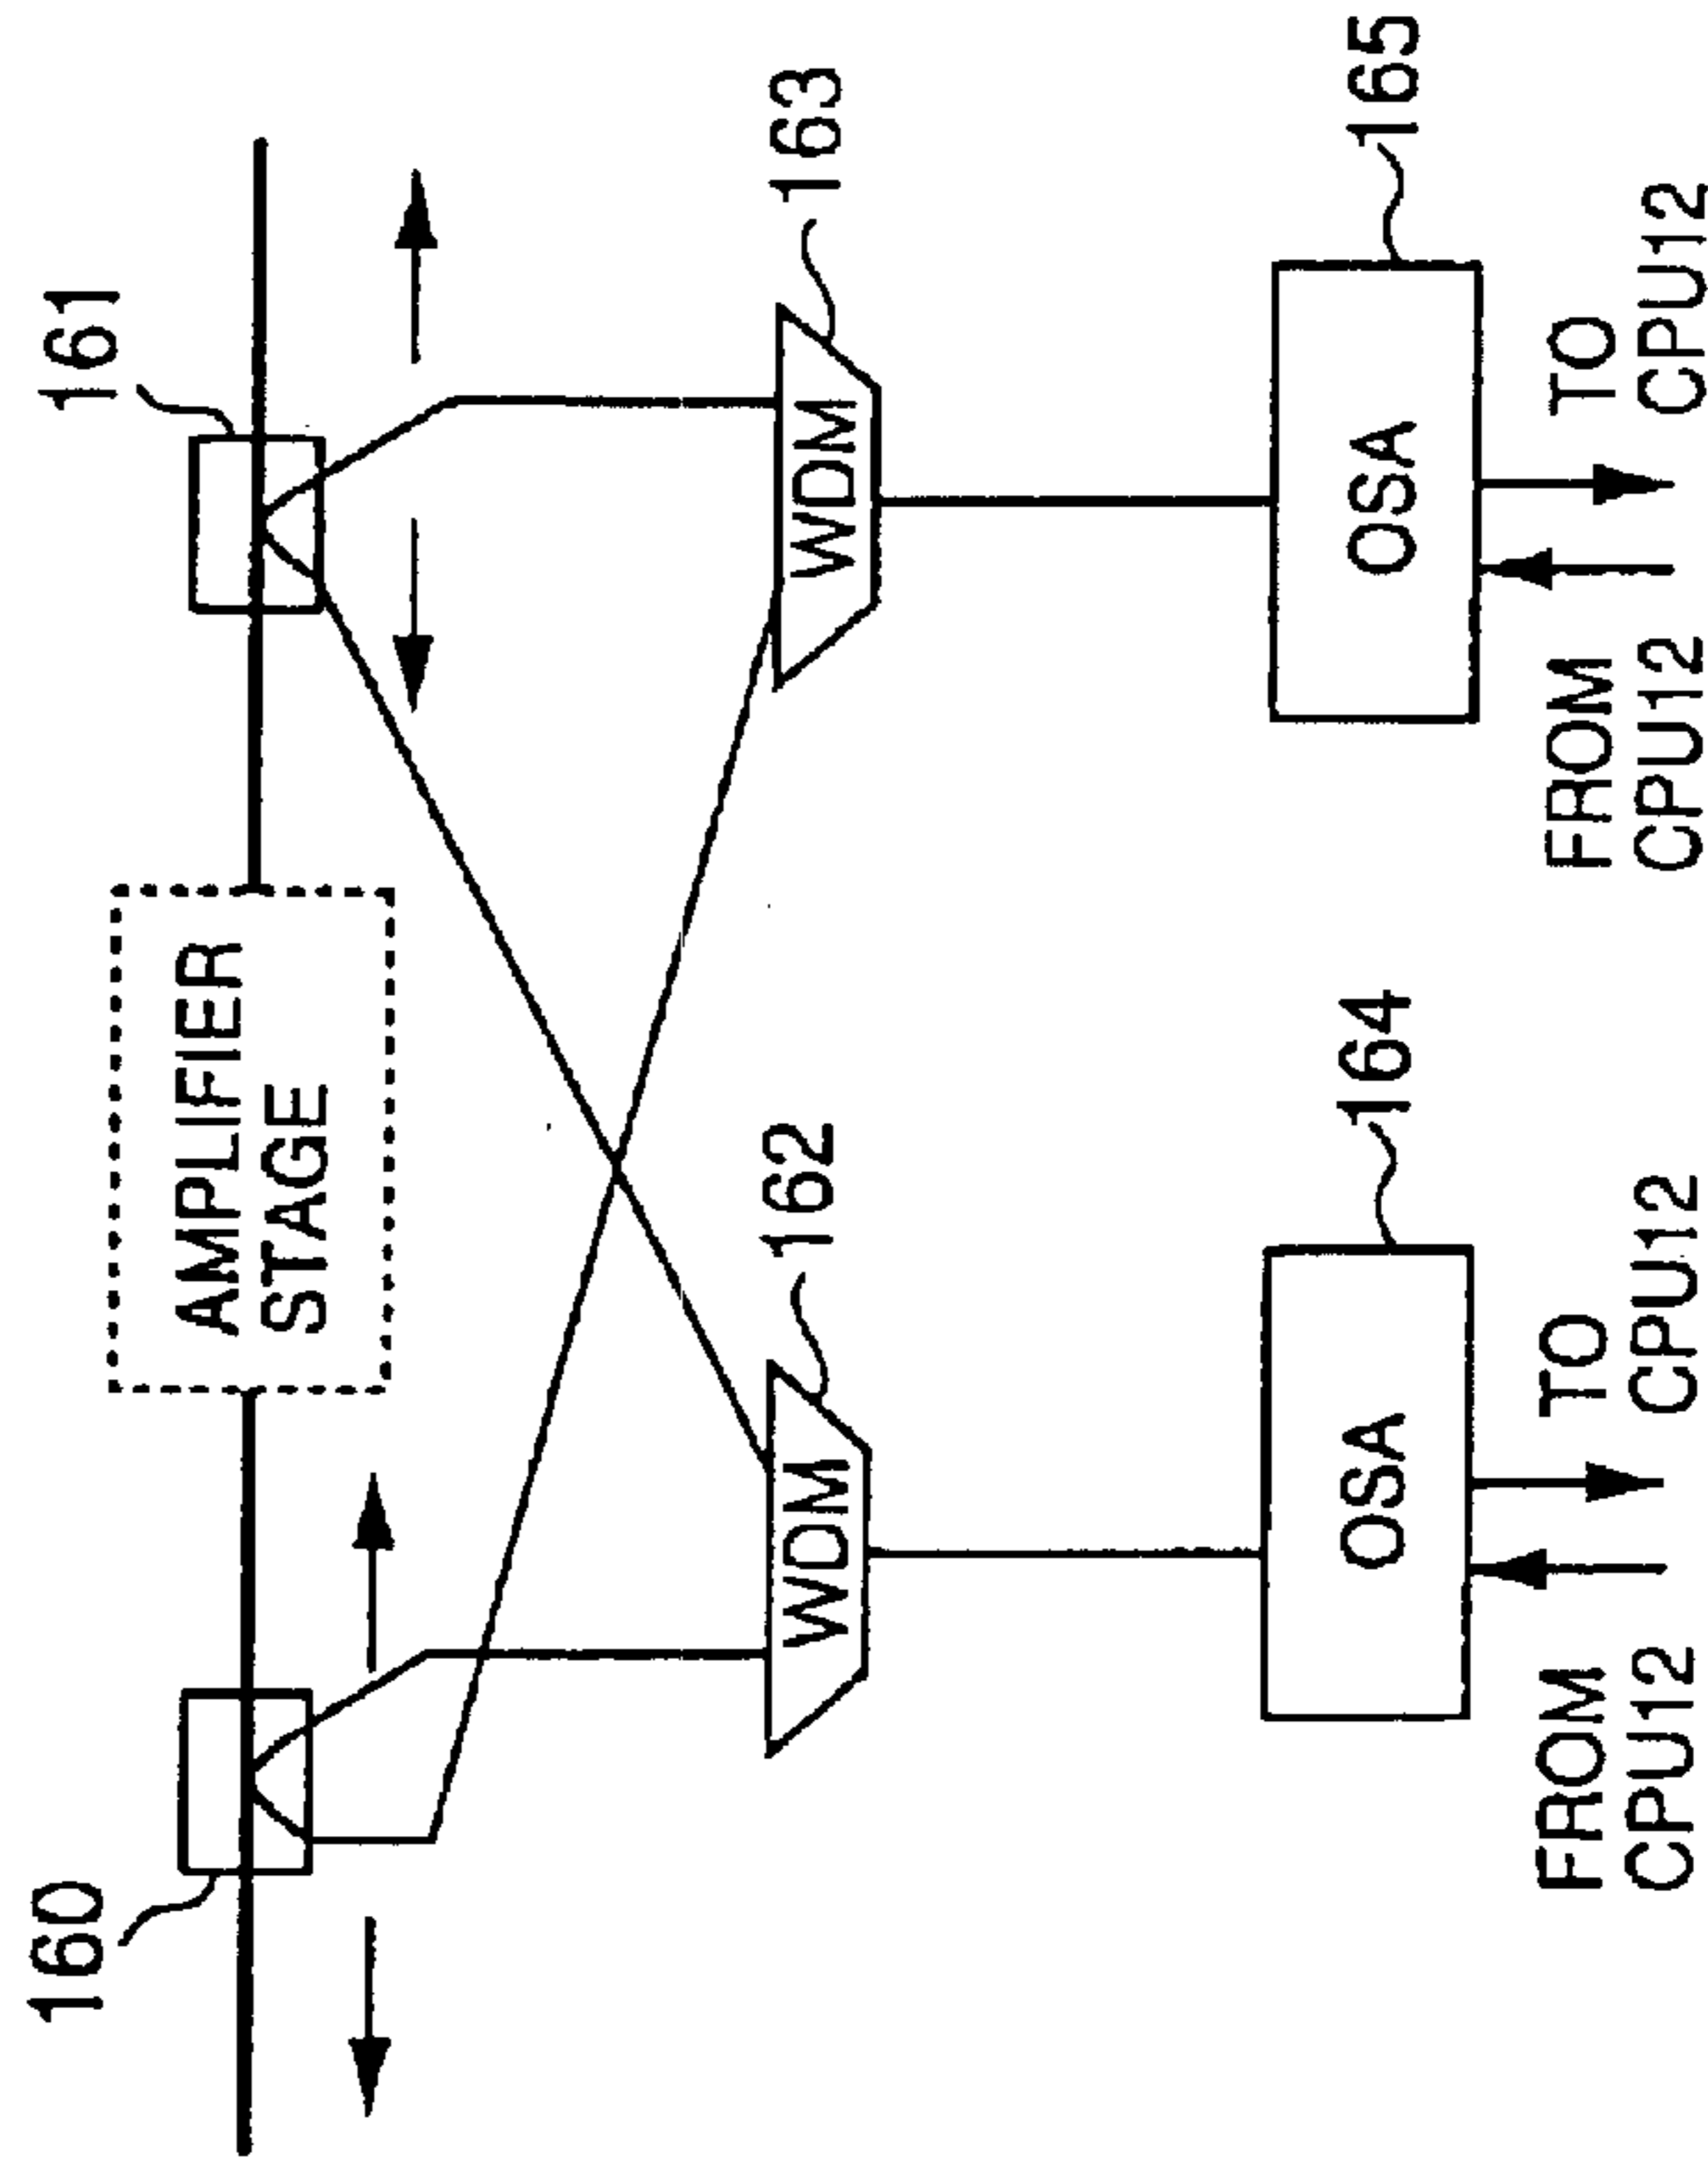 160
AMPLIFIER
STAGE
161
162
163
WDM
WDM
164
165
OSA
OSA
FROM
CPU12
TO
CPU12
FROM
CPU12
TO
CPU12